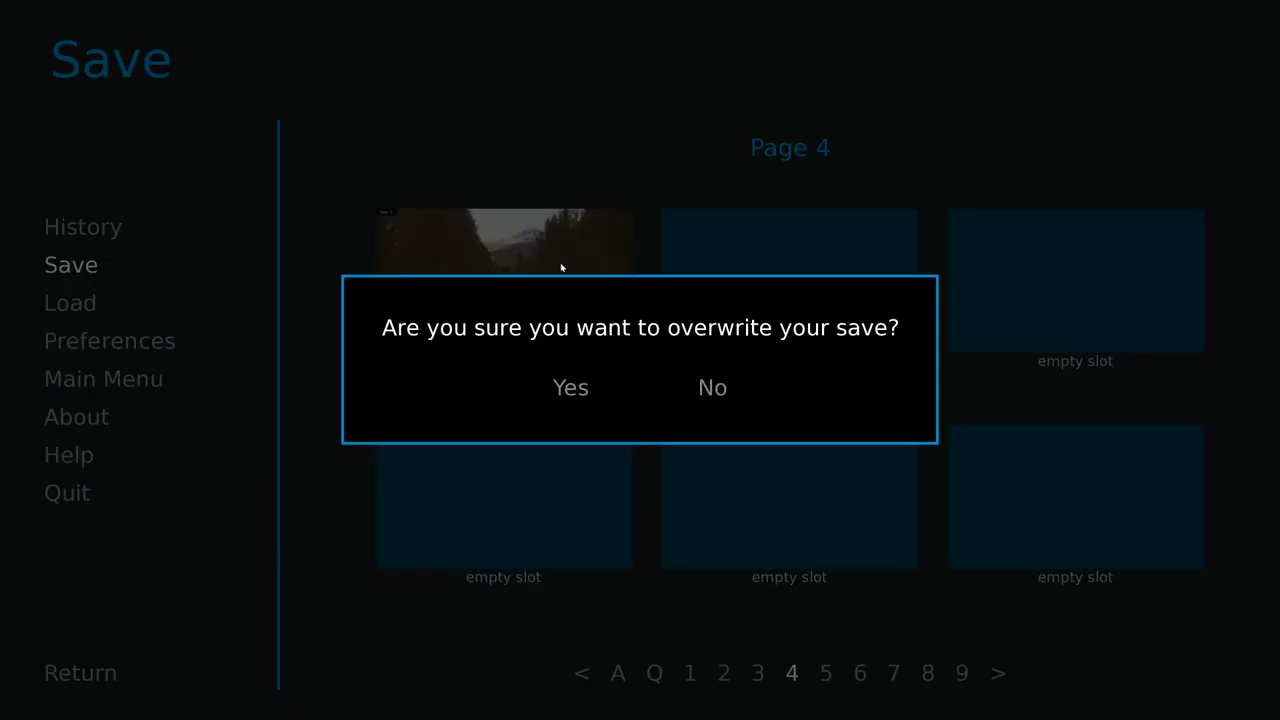 Save
Page 4
History
Save
Load
Preferences
Main Menu
About
Help
Quit
Are you sure you want to overwrite your save?
Yes No
empty slot
empty slot empty slot empty slot
Return
< A Q 1 2 3 4 5 6 7 8 9 >